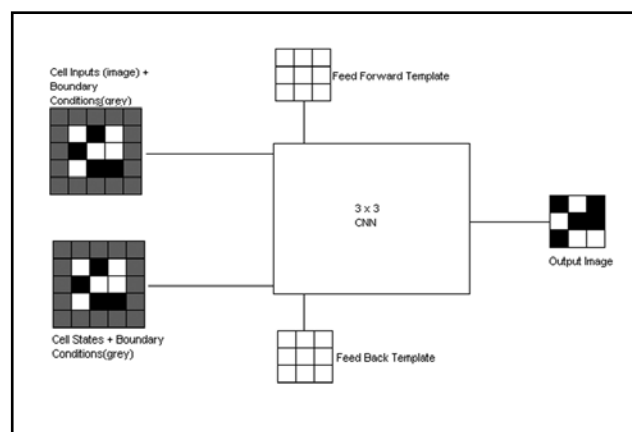 Cell Inputs (image) +
Boundary
Conditions(grey)
Feed Forward Template
3 x 3
CNN
Output Image
Cell States + Boundary
Conditions(grey)
Feed Back Template